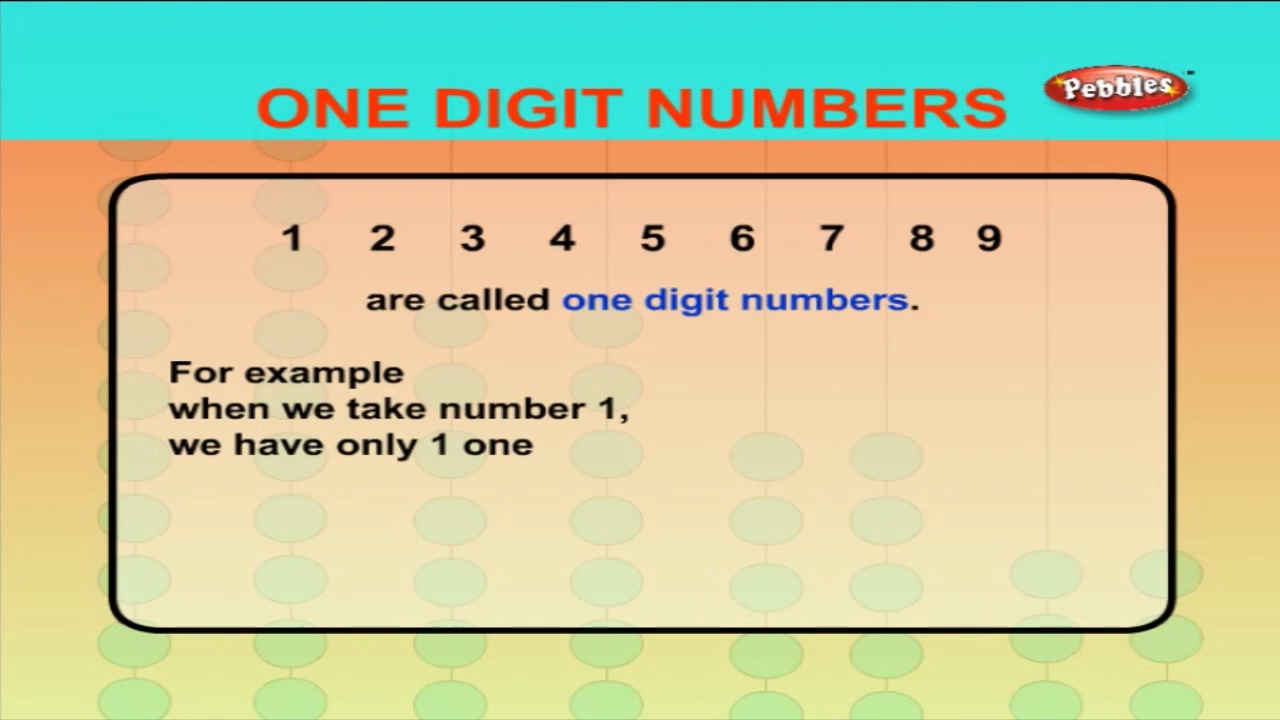 ONE DIGIT NUMBERS
Pebbles
1 2 3 4 5 6 7 8 9
are called one digit numbers.
For example
when we take number 1,
we have only 1 one